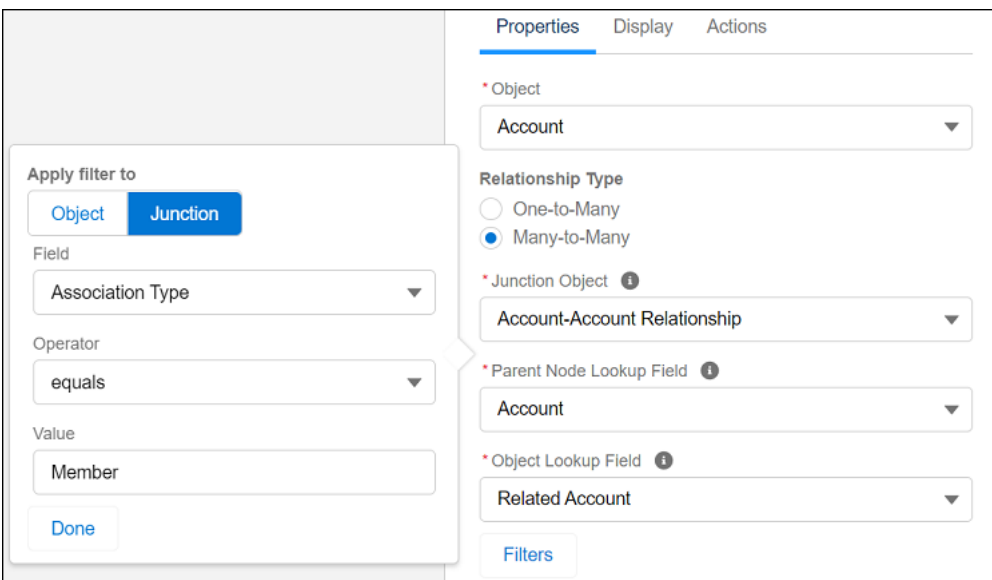 Properties Display Actions
*Object
Account
Relationship Type
One-to-Many
Many-to-Many
*Junction Object
Account-Account Relationship
*Parent Node Lookup Field
Account
*Object Lookup Field
Related Account
Filters
Apply filter to
Object Junction
Field
Association Type
Operator
equals
Value
Member
Done